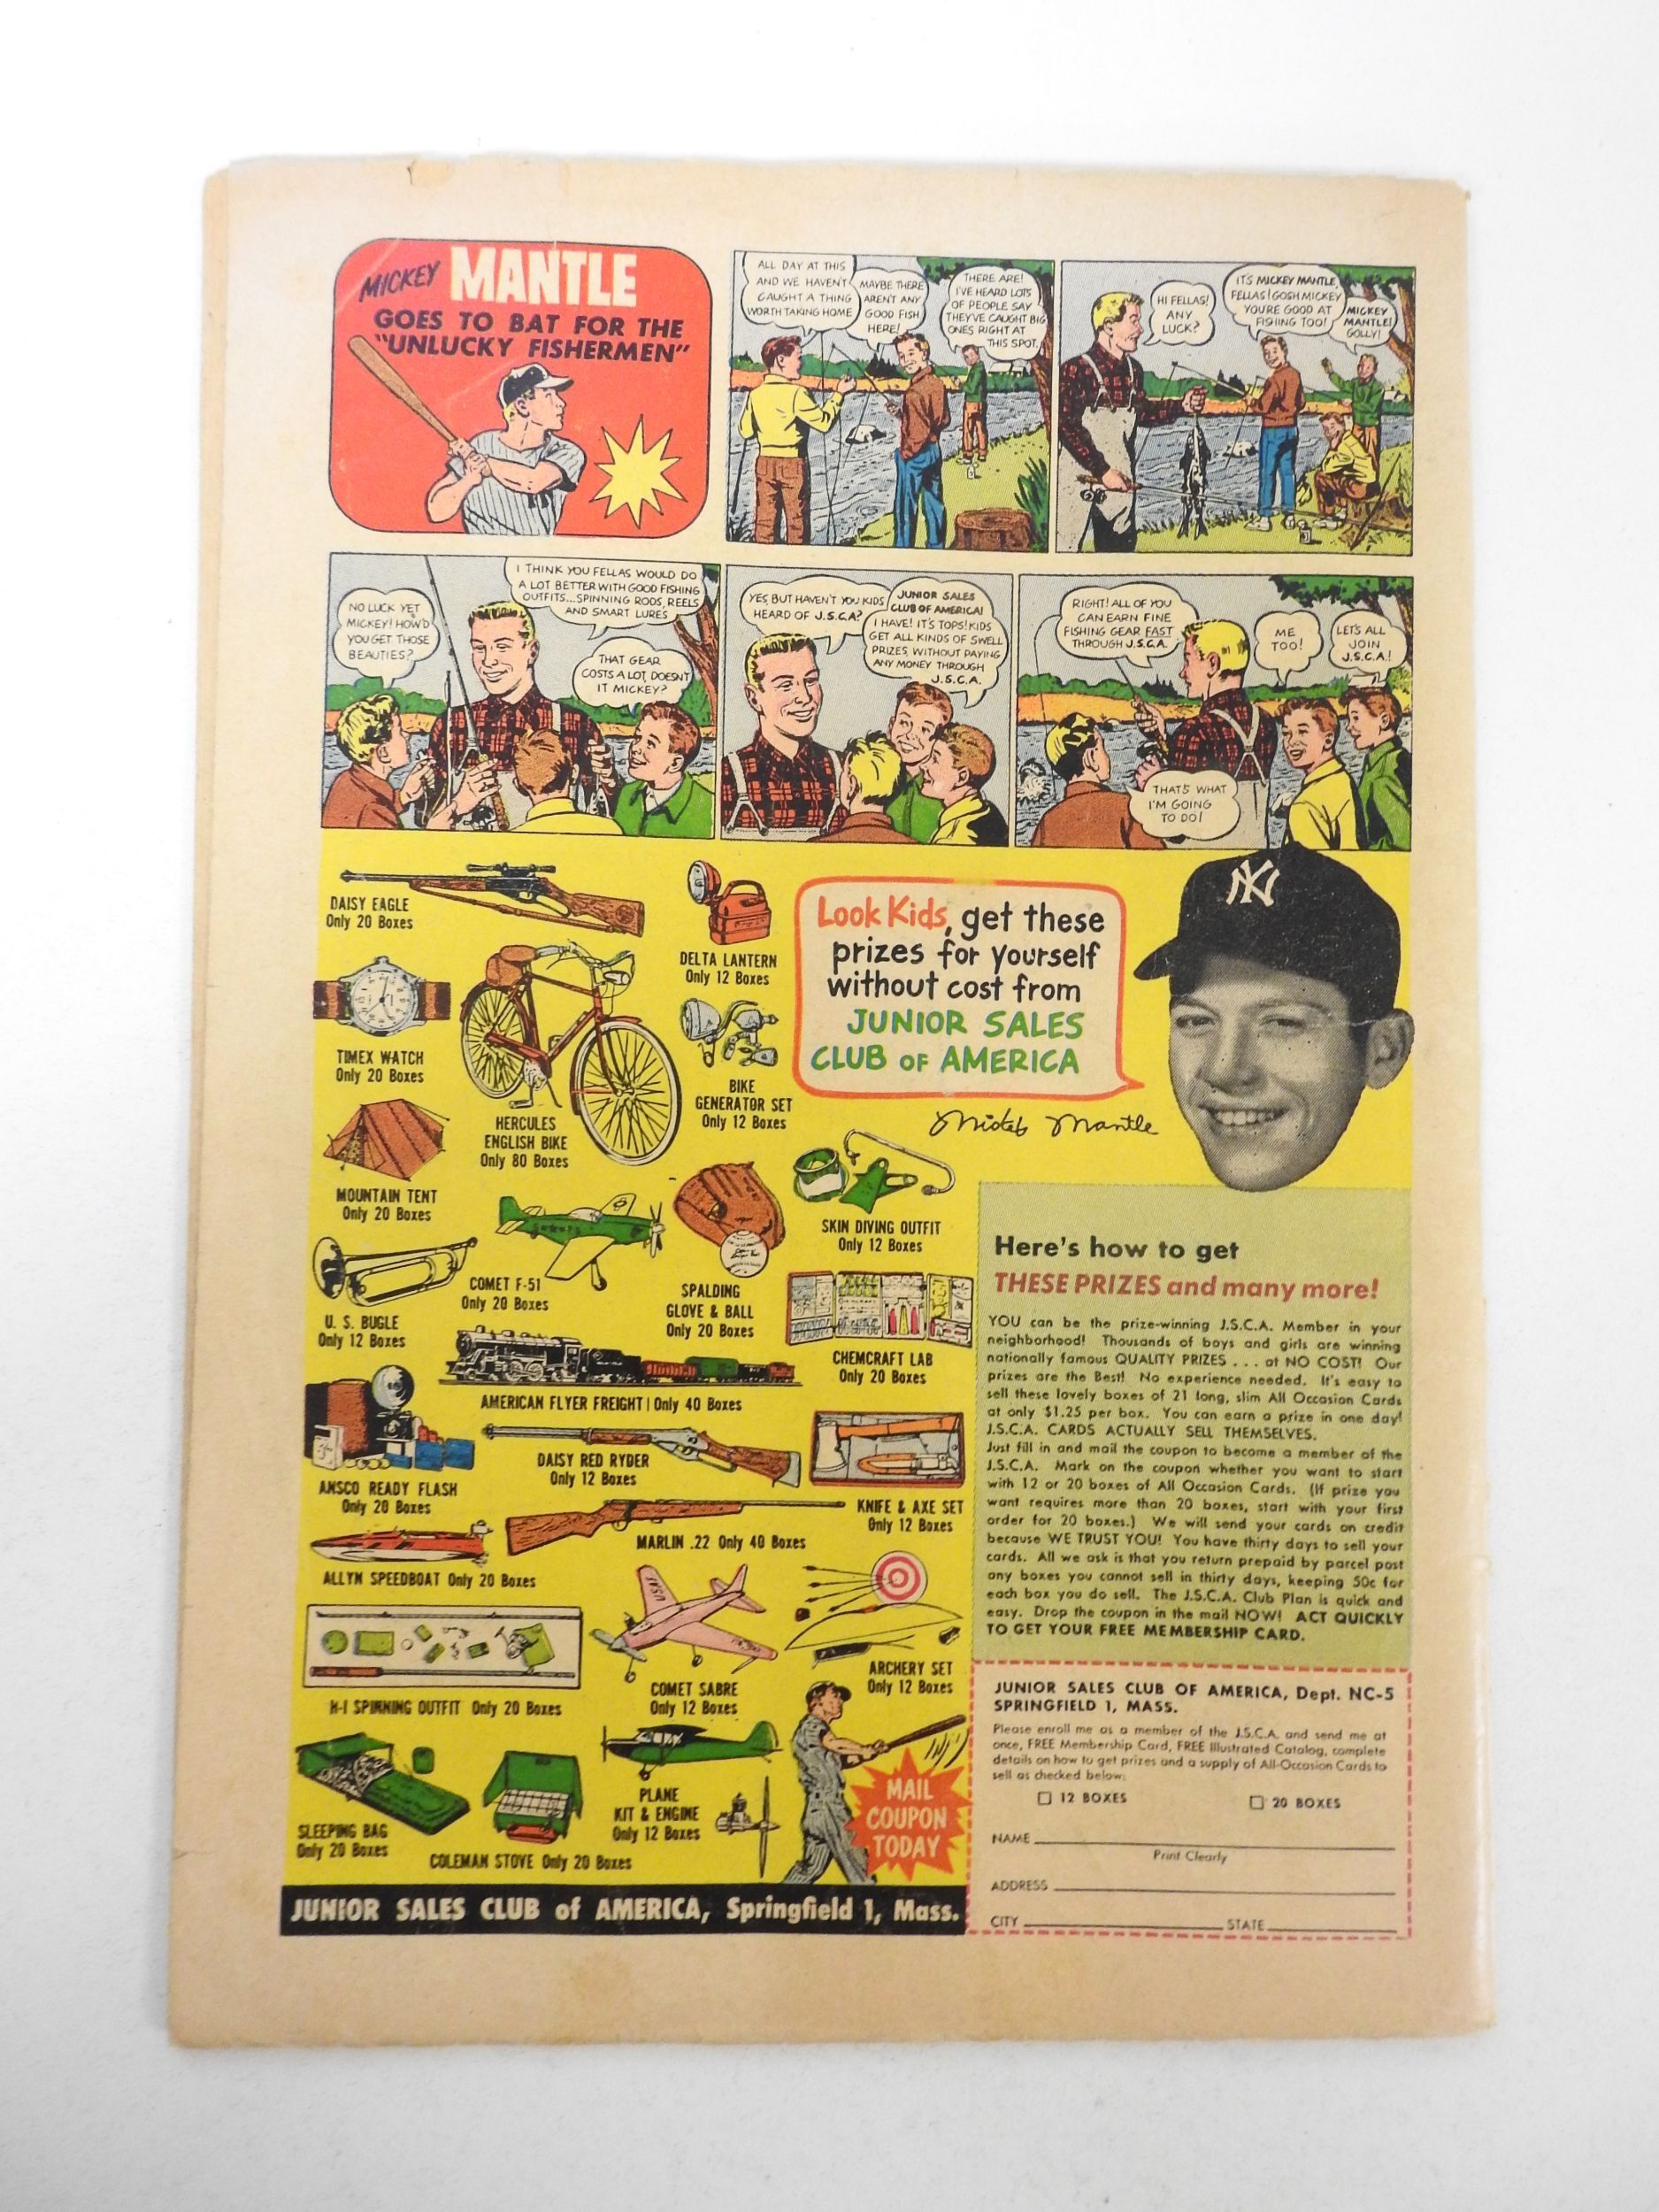 MICKEY MANTLE
GOES TO BAT FOR THE
"UNLUCKY FISHERMEN"
ALL DAY AT THIS
AND WE HAVEN'T
CAUGHT A THING
WORTH TAKING HOME
MAYBE THERE
AREN'T ANY
GOOD FISH
HERE!
THERE ARE!
I'VE HEARD LOTS
OF PEOPLE SAY
THEY'VE CAUGHT BIG
ONES RIGHT AT
THIS SPOT.
HI FELLAS!
ANY
LUCK?
IT'S MICKEY MANTLE,
FELLAS! GOSH MICKEY
YOU'RE GOOD AT
FISHING TOO!
MICKEY
MANTLE!
GOLLY!
NO LUCK YET
MICKEY! HOW'D
YOU GET THOSE
BEAUTIES?
I THINK YOU FELLAS WOULD DO
A LOT BETTER WITH GOOD FISHING
OUTFITS...SPINNING RODS, REELS
AND SMART LURES
THAT GEAR
COSTS A LOT, DOESN'T
IT MICKEY?
YES, BUT HAVEN'T YOU KIDS
HEARD OF J.S.C.A?
JUNIOR SALES
CLUB OF AMERICA!
I HAVE! IT'S TOPS! KIDS
GET ALL KINDS OF SWELL
PRIZES, WITHOUT PAYING
ANY MONEY THROUGH
J.S.C.A.
RIGHT! ALL OF YOU
CAN EARN FINE
FISHING GEAR FAST
THROUGH J.S.C.A.
ME
TOO!
LET'S ALL
JOIN
J.S.C.A.!
THAT'S WHAT
I'M GOING
TO DO!
DAISY EAGLE
Only 20 Boxes
DELTA LANTERN
Only 12 Boxes
TIMEX WATCH
Only 20 Boxes
HERCULES
ENGLISH BIKE
Only 80 Boxes
BIKE
GENERATOR SET
Only 12 Boxes
NY
Look Kids, get these
prizes for yourself
without cost from
JUNIOR SALES
CLUB OF AMERICA
Mickey Mantle
MOUNTAIN TENT
Only 20 Boxes
COMET F-51
Only 20 Boxes
SPALDING
GLOVE & BALL
Only 20 Boxes
SKIN DIVING OUTFIT
Only 12 Boxes
U. S. BUGLE
Only 12 Boxes
CHEMCRAFT LAB
Only 20 Boxes
AMERICAN FLYER FREIGHT | Only 40 Boxes
ANSCO READY FLASH
Only 20 Boxes
DAISY RED RYDER
Only 12 Boxes
KNIFE & AXE SET
Only 12 Boxes
MARLIN .22 Only 40 Boxes
ALLYN SPEEDBOAT Only 20 Boxes
H-I SPINNING OUTFIT Only 20 Boxes
USAF
COMET SABRE
Only 12 Boxes
ARCHERY SET
Only 12 Boxes
SLEEPING BAG
Only 20 Boxes
COLEMAN STOVE Only 20 Boxes
PLANE
KIT & ENGINE
Only 12 Boxes
MAIL
COUPON
TODAY
JUNIOR SALES CLUB of AMERICA, Springfield 1, Mass.
Here's how to get
THESE PRIZES and many more!
YOU can be the prize-winning J.S.C.A. Member in your
neighborhood! Thousands of boys and girls are winning
nationally famous QUALITY PRIZES . . . at NO COST! Our
prizes are the Best! No experience needed. It's easy to
sell these lovely boxes of 21 long, slim All Occasion Cards
at only $1.25 per box. You can earn a prize in one day!
J.S.C.A. CARDS ACTUALLY SELL THEMSELVES.
Just fill in and mail the coupon to become a member of the
J.S.C.A. Mark on the coupon whether you want to start
with 12 or 20 boxes of All Occasion Cards. (If prize you
want requires more than 20 boxes, start with your first
order for 20 boxes.) We will send your cards on credit
because WE TRUST YOU! You have thirty days to sell your
cards. All we ask is that you return prepaid by parcel post
any boxes you cannot sell in thirty days, keeping 50c for
each box you do sell. The J.S.C.A. Club Plan is quick and
easy. Drop the coupon in the mail NOW! ACT QUICKLY
TO GET YOUR FREE MEMBERSHIP CARD.
JUNIOR SALES CLUB OF AMERICA, Dept. NC-5
SPRINGFIELD 1, MASS.
Please enroll me as a member of the J.S.C.A. and send me at
once, FREE Membership Card, FREE Illustrated Catalog, complete
details on how to get prizes and a supply of All-Occasion Cards to
sell as checked below:
12 BOXES 20 BOXES
NAME
Print Clearly
ADDRESS
CITY STATE